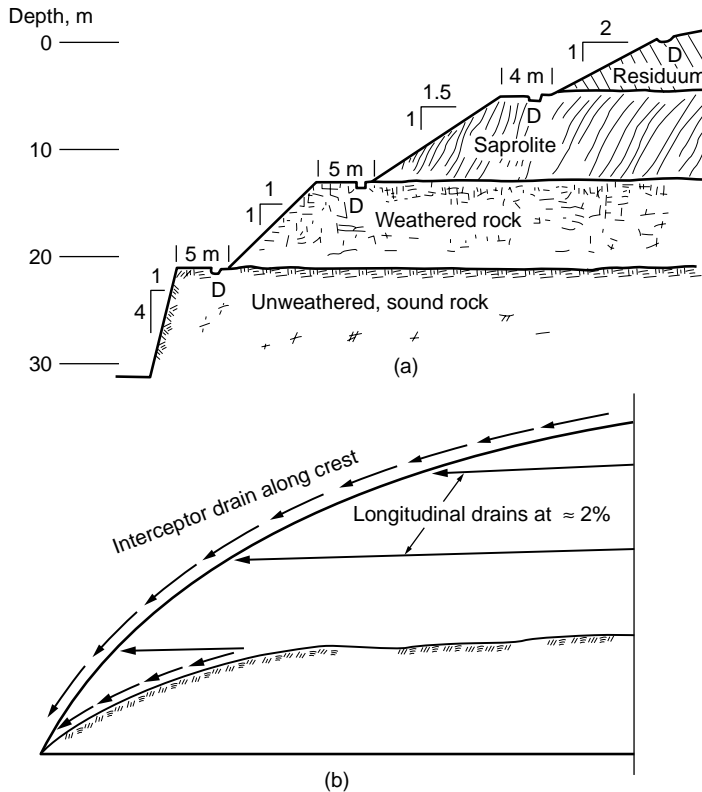 Depth, m
0
10
20
30
2
1
D
Residuum
4 m
1.5
1
D
Saprolite
5 m
1
1
D
Weathered rock
5 m
1
4
D
Unweathered, sound rock
(a)
Interceptor drain along crest
Longitudinal drains at ≈ 2%
(b)